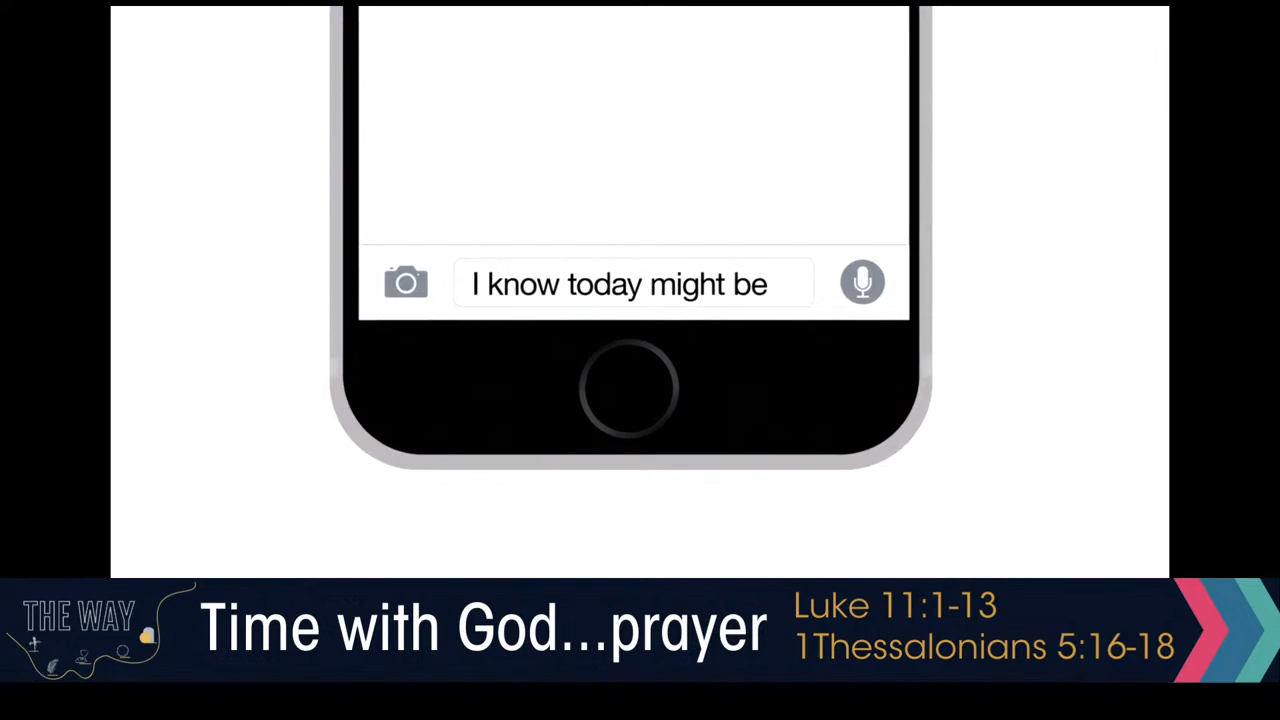 I know today might be
THE WAY
Time with God...prayer
Luke 11:1-13
1Thessalonians 5:16-18